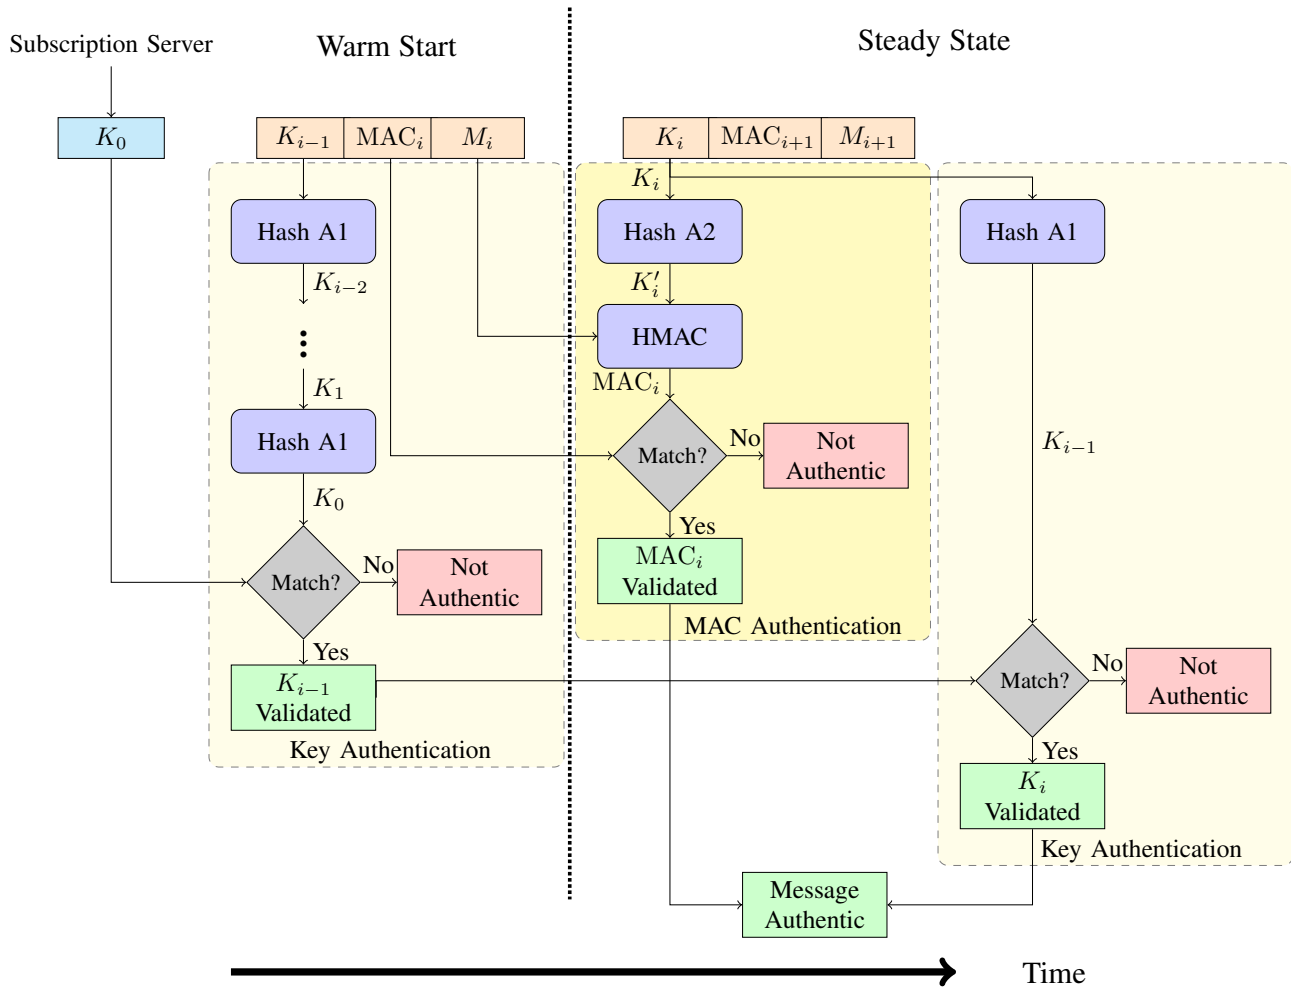 Subscription Server
Warm Start
Steady State
K₀
Kᵢ₋₁ MACᵢ Mᵢ
Kᵢ MACᵢ₊₁ Mᵢ₊₁
Kᵢ
Hash A1
Hash A2
Hash A1
Kᵢ₋₂
K′ᵢ
⋮
HMAC
K₁
MACᵢ
Hash A1
Match?
No
Not
Authentic
Kᵢ₋₁
K₀
Yes
MACᵢ
Validated
Match?
No
Not
Authentic
MAC Authentication
Yes
Kᵢ₋₁
Validated
Key Authentication
Match?
No
Not
Authentic
Yes
Kᵢ
Validated
Key Authentication
Message
Authentic
Time